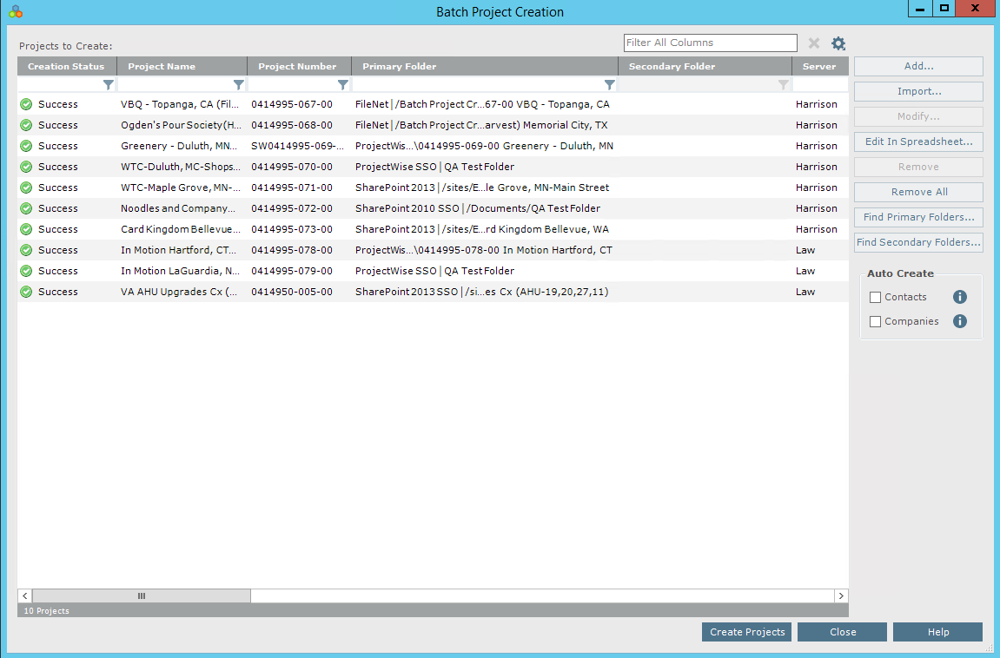 Batch Project Creation
Projects to Create:
Filter All Columns
Creation Status Project Name Project Number Primary Folder Secondary Folder Server
Success VBQ - Topanga, CA (Fil... 0414995-067-00 FileNet|/Batch Project Cr...67-00 VBQ - Topanga, CA Harrison
Success Ogden's Pour Society(H... 0414995-068-00 FileNet|/Batch Project Cr...arvest) Memorial City, TX Harrison
Success Greenery - Duluth, MN... SW0414995-069-... ProjectWis...\0414995-069-00 Greenery - Duluth, MN Harrison
Success WTC-Duluth, MC-Shops... 0414995-070-00 ProjectWise SSO|QA Test Folder Harrison
Success WTC-Maple Grove, MN-... 0414995-071-00 SharePoint 2013|/sites/E...le Grove, MN-Main Street Harrison
Success Noodles and Company... 0414995-072-00 SharePoint 2010 SSO|/Documents/QA Test Folder Harrison
Success Card Kingdom Bellevue... 0414995-073-00 SharePoint 2013|/sites/E...rd Kingdom Bellevue, WA Harrison
Success In Motion Hartford, CT... 0414995-078-00 ProjectWis...\0414995-078-00 In Motion Hartford, CT Law
Success In Motion LaGuardia, N... 0414995-079-00 ProjectWise SSO|QA Test Folder Law
Success VA AHU Upgrades Cx (... 0414950-005-00 SharePoint 2013 SSO|/si...es Cx (AHU-19,20,27,11) Law
10 Projects
Add...
Import...
Modify...
Edit In Spreadsheet...
Remove
Remove All
Find Primary Folders...
Find Secondary Folders...
Auto Create
Contacts
Companies
Create Projects Close Help